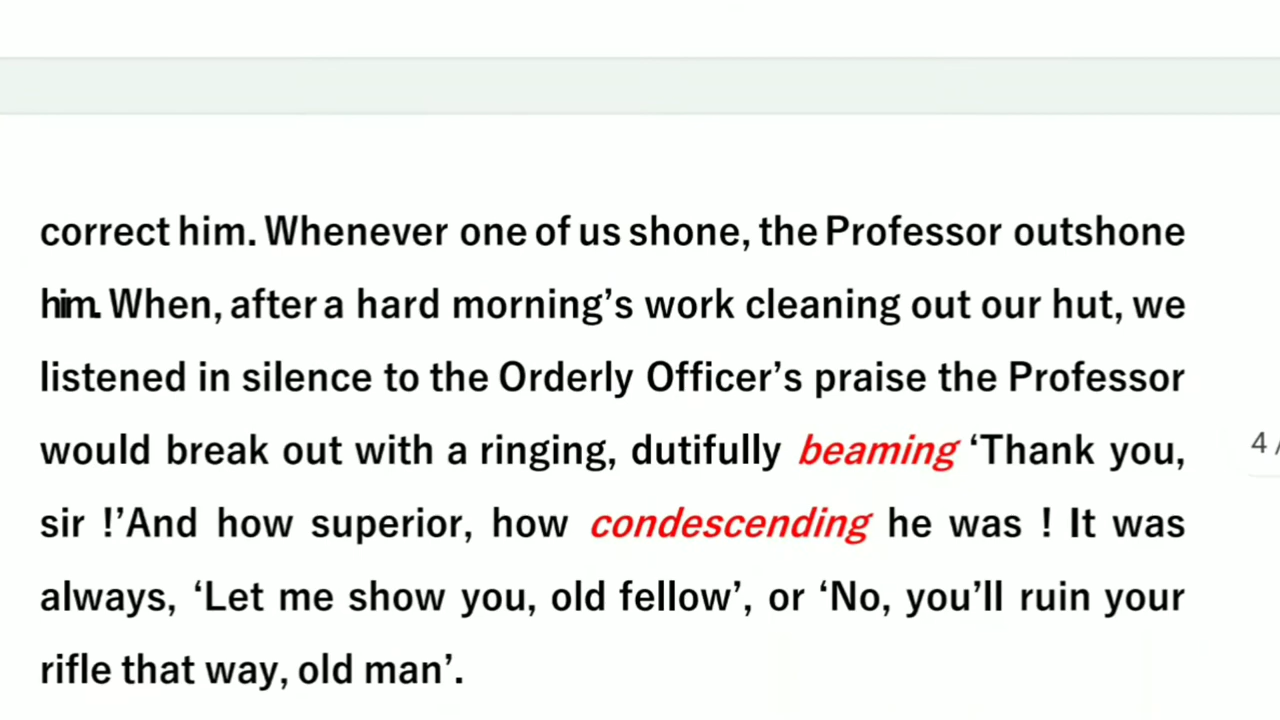 correct him. Whenever one of us shone, the Professor outshone
him. When, after a hard morning’s work cleaning out our hut, we
listened in silence to the Orderly Officer’s praise the Professor
would break out with a ringing, dutifully beaming ‘Thank you,
4 /
sir !’And how superior, how condescending he was ! It was
always, ‘Let me show you, old fellow’, or ‘No, you’ll ruin your
rifle that way, old man’.